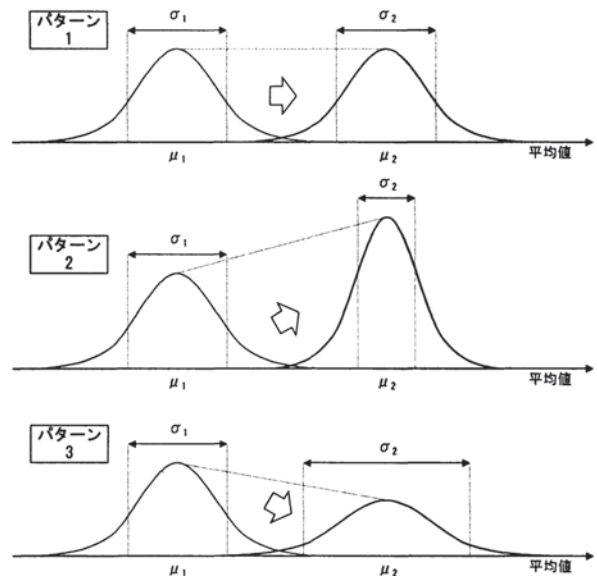 パターン
1
σ₁
σ₂
μ₁
μ₂
平均値
パターン
2
σ₁
σ₂
μ₁
μ₂
平均値
パターン
3
σ₁
σ₂
μ₁
μ₂
平均値